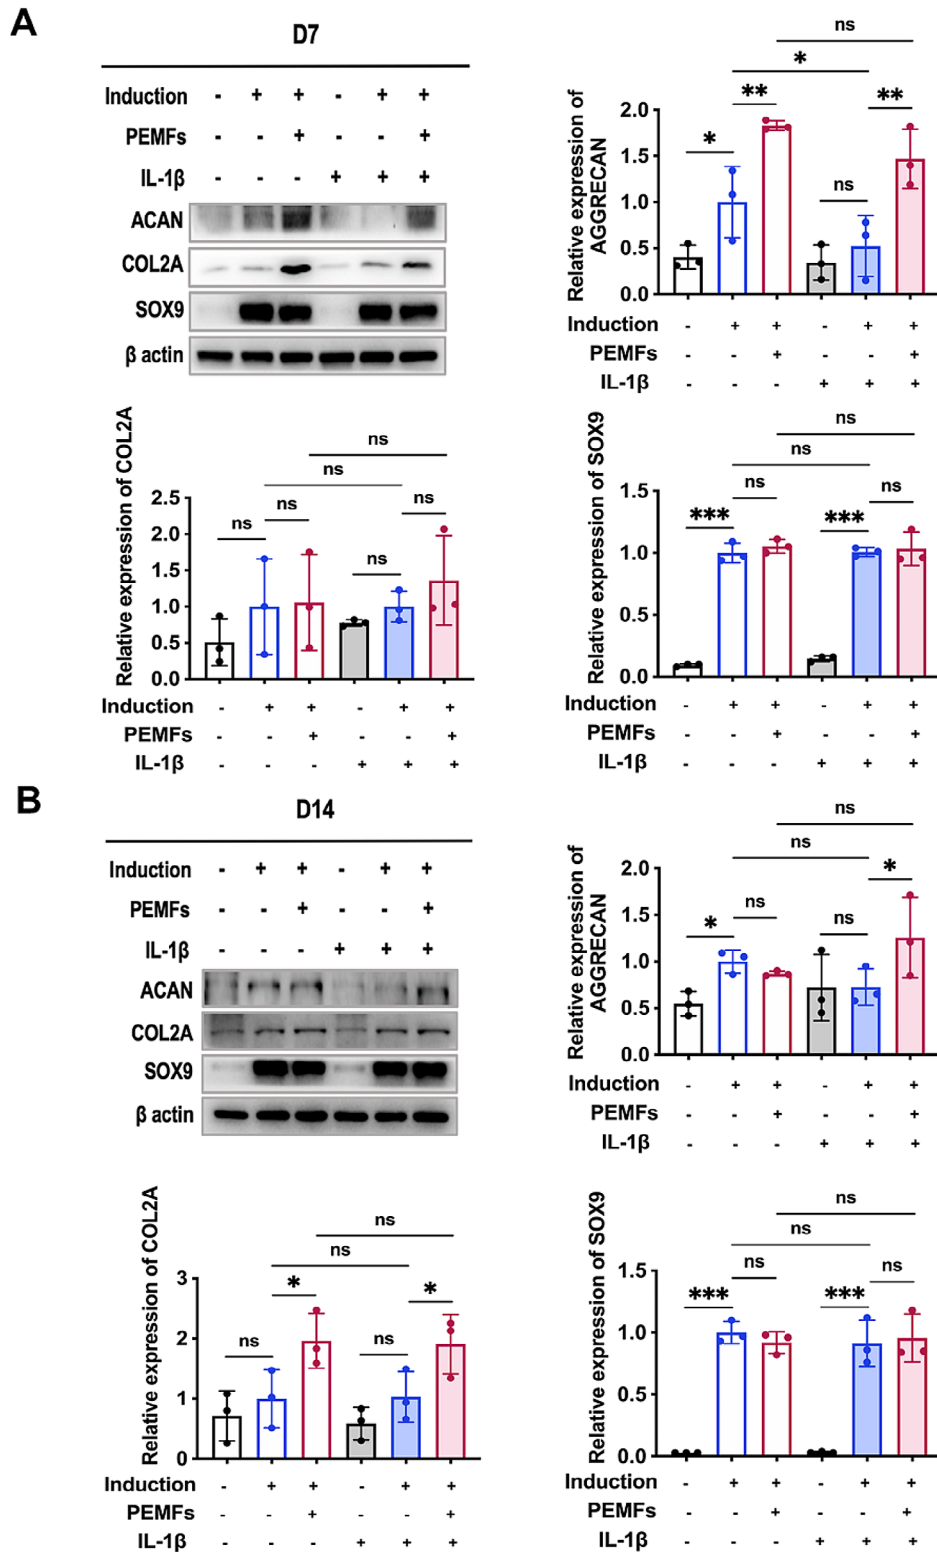 A
D7
Induction - + + - + +
PEMFs - - + - - +
IL-1β - - - + + +
ACAN
COL2A
SOX9
β actin
Relative expression of AGGRECAN
ns
*
** **
*
ns
2.0
1.5
1.0
0.5
0.0
Induction - + + - + +
PEMFs - - + - - +
IL-1β - - - + + +
Relative expression of COL2A
ns
ns
ns ns ns
ns
2.5
2.0
1.5
1.0
0.5
0.0
Induction - + + - + +
PEMFs - - + - - +
IL-1β - - - + + +
Relative expression of SOX9
ns
ns
ns ns
*** ***
1.5
1.0
0.5
0.0
Induction - + + - + +
PEMFs - - + - - +
IL-1β - - - + + +
B
D14
Induction - + + - + +
PEMFs - - + - - +
IL-1β - - - + + +
ACAN
COL2A
SOX9
β actin
Relative expression of AGGRECAN
ns
ns
*
* ns ns
2.0
1.5
1.0
0.5
0.0
Induction - + + - + +
PEMFs - - + - - +
IL-1β - - - + + +
Relative expression of COL2A
ns
ns
* *
ns ns
3
2
1
0
Induction - + + - + +
PEMFs - - + - - +
IL-1β - - - + + +
Relative expression of SOX9
ns
ns
ns ns
*** ***
1.5
1.0
0.5
0.0
Induction - + + - + +
PEMFs - - + - - +
IL-1β - - - + + +